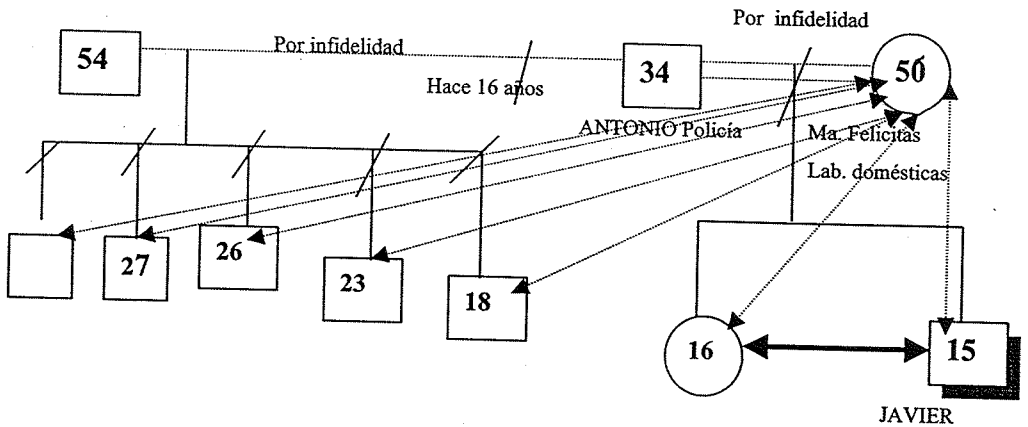 Por infidelidad
54
Por infidelidad
34
50
Hace 16 años
ANTONIO Policía
Ma. Felicitas
Lab. domésticas
27
26
23
18
16
15
JAVIER